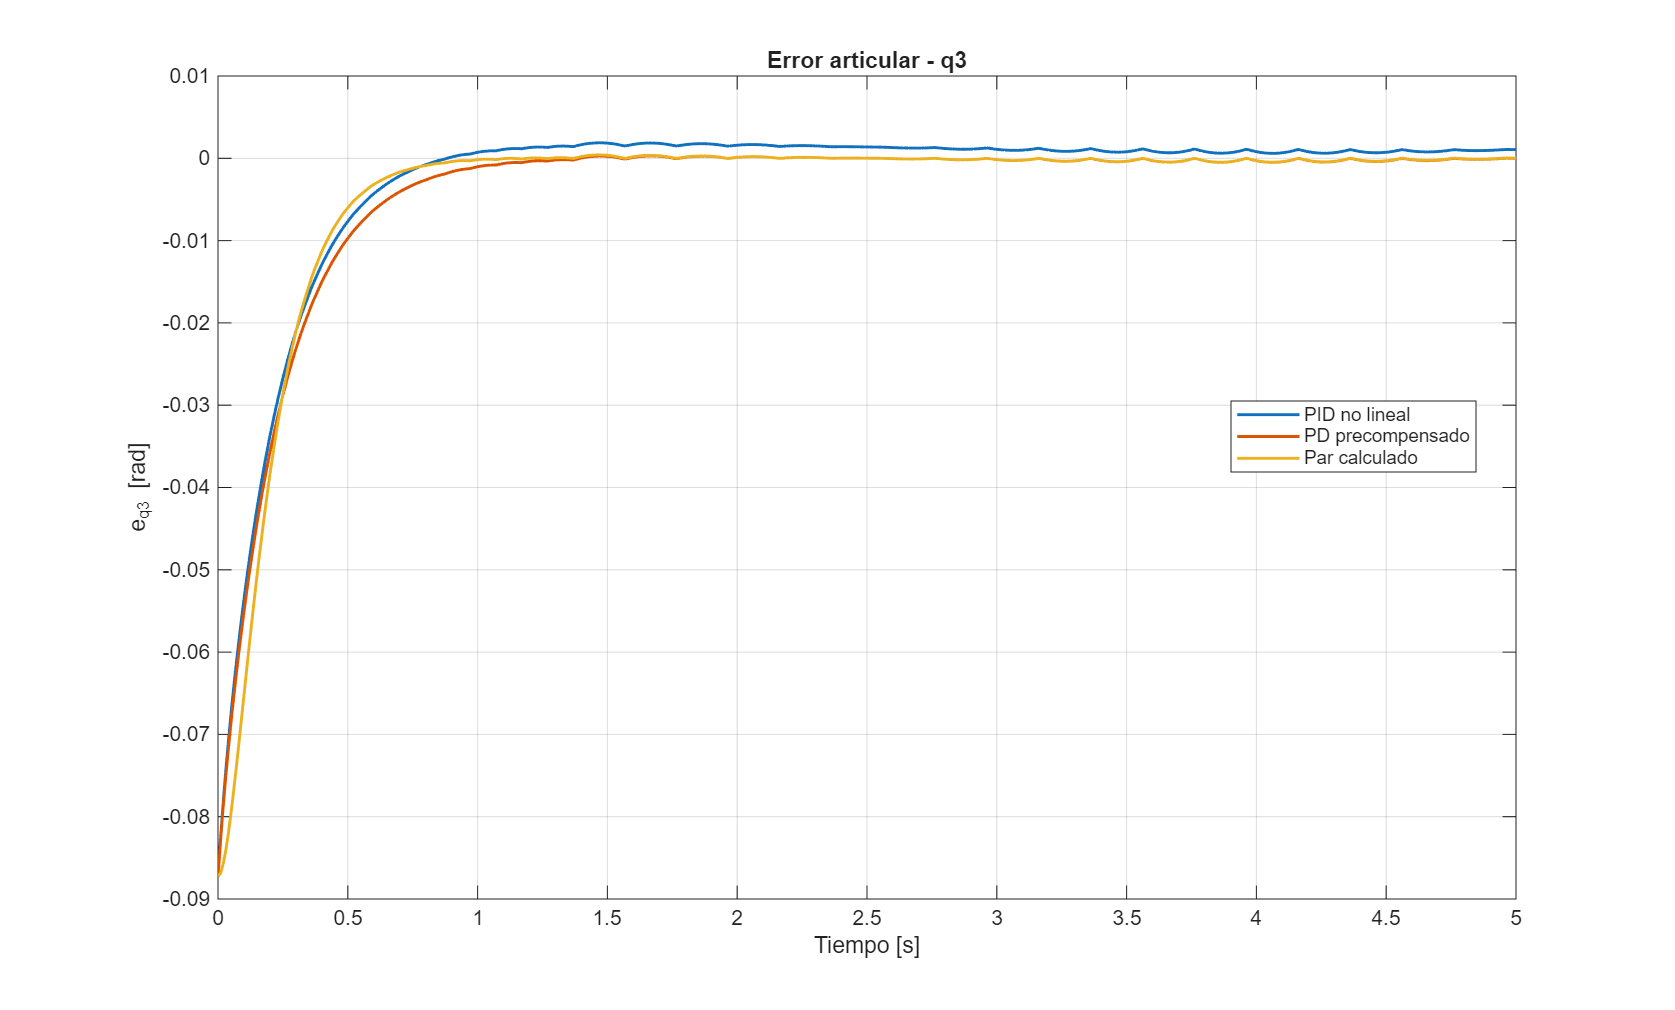 Error articular - q3
0.01
0
-0.01
-0.02
-0.03
-0.04
-0.05
-0.06
-0.07
-0.08
-0.09
e_q3 [rad]
PID no lineal
PD precompensado
Par calculado
0 0.5 1 1.5 2 2.5 3 3.5 4 4.5 5
Tiempo [s]